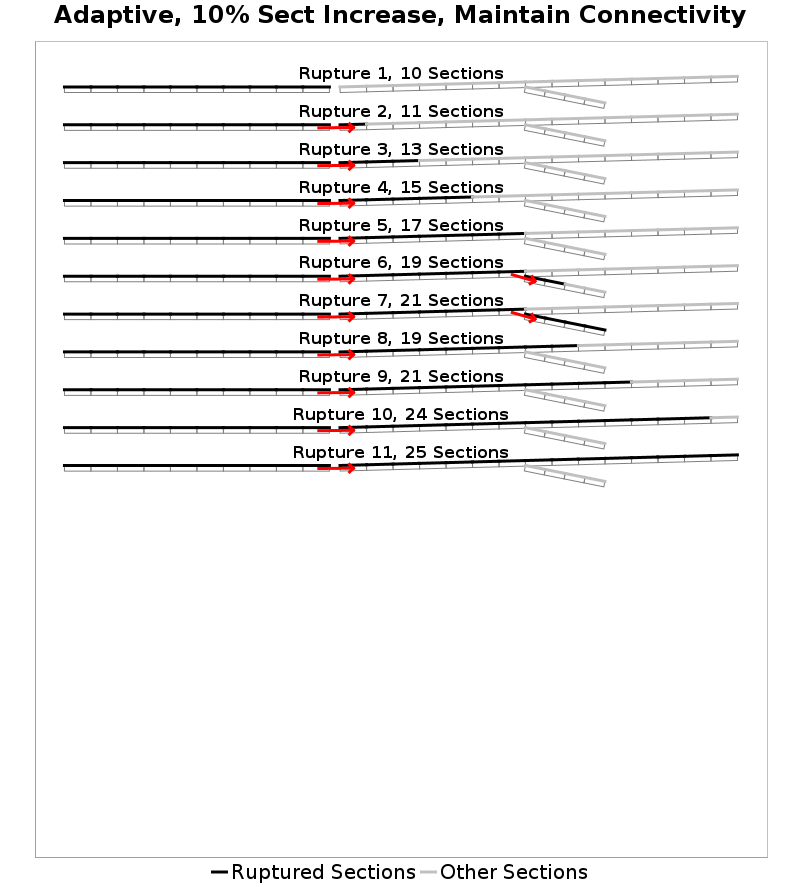 Adaptive, 10% Sect Increase, Maintain Connectivity
Rupture 1, 10 Sections
Rupture 2, 11 Sections
Rupture 3, 13 Sections
Rupture 4, 15 Sections
Rupture 5, 17 Sections
Rupture 6, 19 Sections
Rupture 7, 21 Sections
Rupture 8, 19 Sections
Rupture 9, 21 Sections
Rupture 10, 24 Sections
Rupture 11, 25 Sections
Ruptured Sections Other Sections